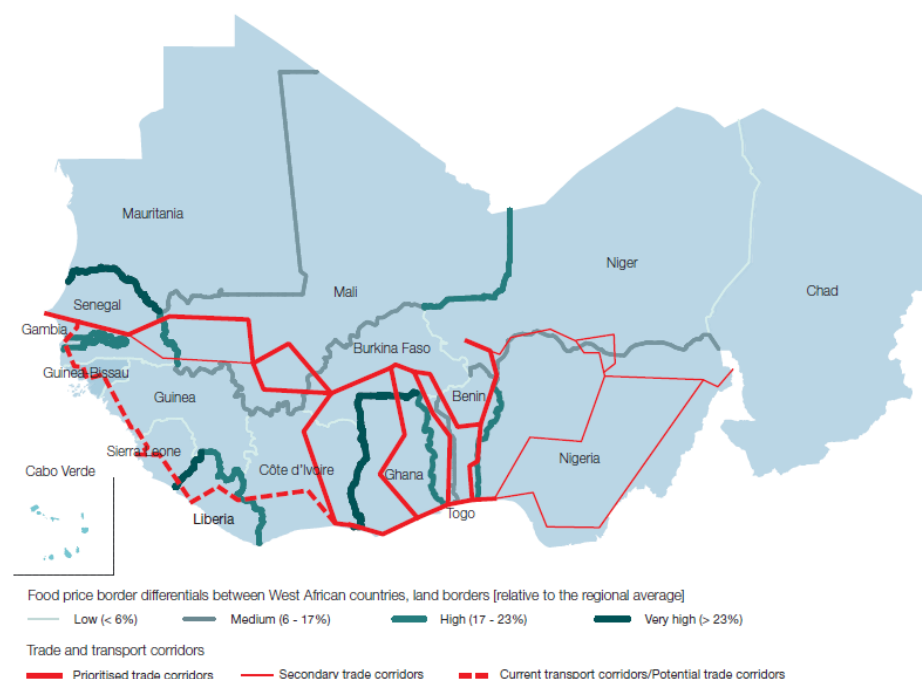 Mauritania
Niger
Chad
Mali
Senegal
Gambia
Burkina Faso
Guinea Bissau
Guinea
Benin
Sierra Leone
Nigeria
Cabo Verde
Côte d'Ivoire
Ghana
Togo
Liberia
Food price border differentials between West African countries, land borders [relative to the regional average]
Low (< 6%) Medium (6 - 17%) High (17 - 23%) Very high (> 23%)
Trade and transport corridors
Prioritised trade corridors Secondary trade corridors Current transport corridors/Potential trade corridors